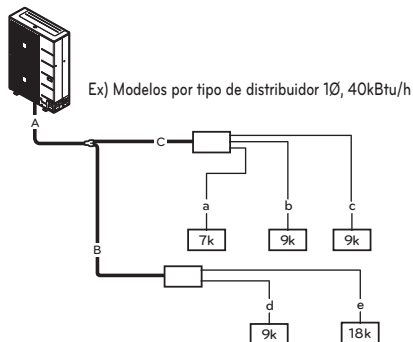 Ex) Modelos por tipo de distribuidor 1Ø, 40kBtu/h
A
C
a
b
c
7k
9k
9k
B
d
e
9k
18k